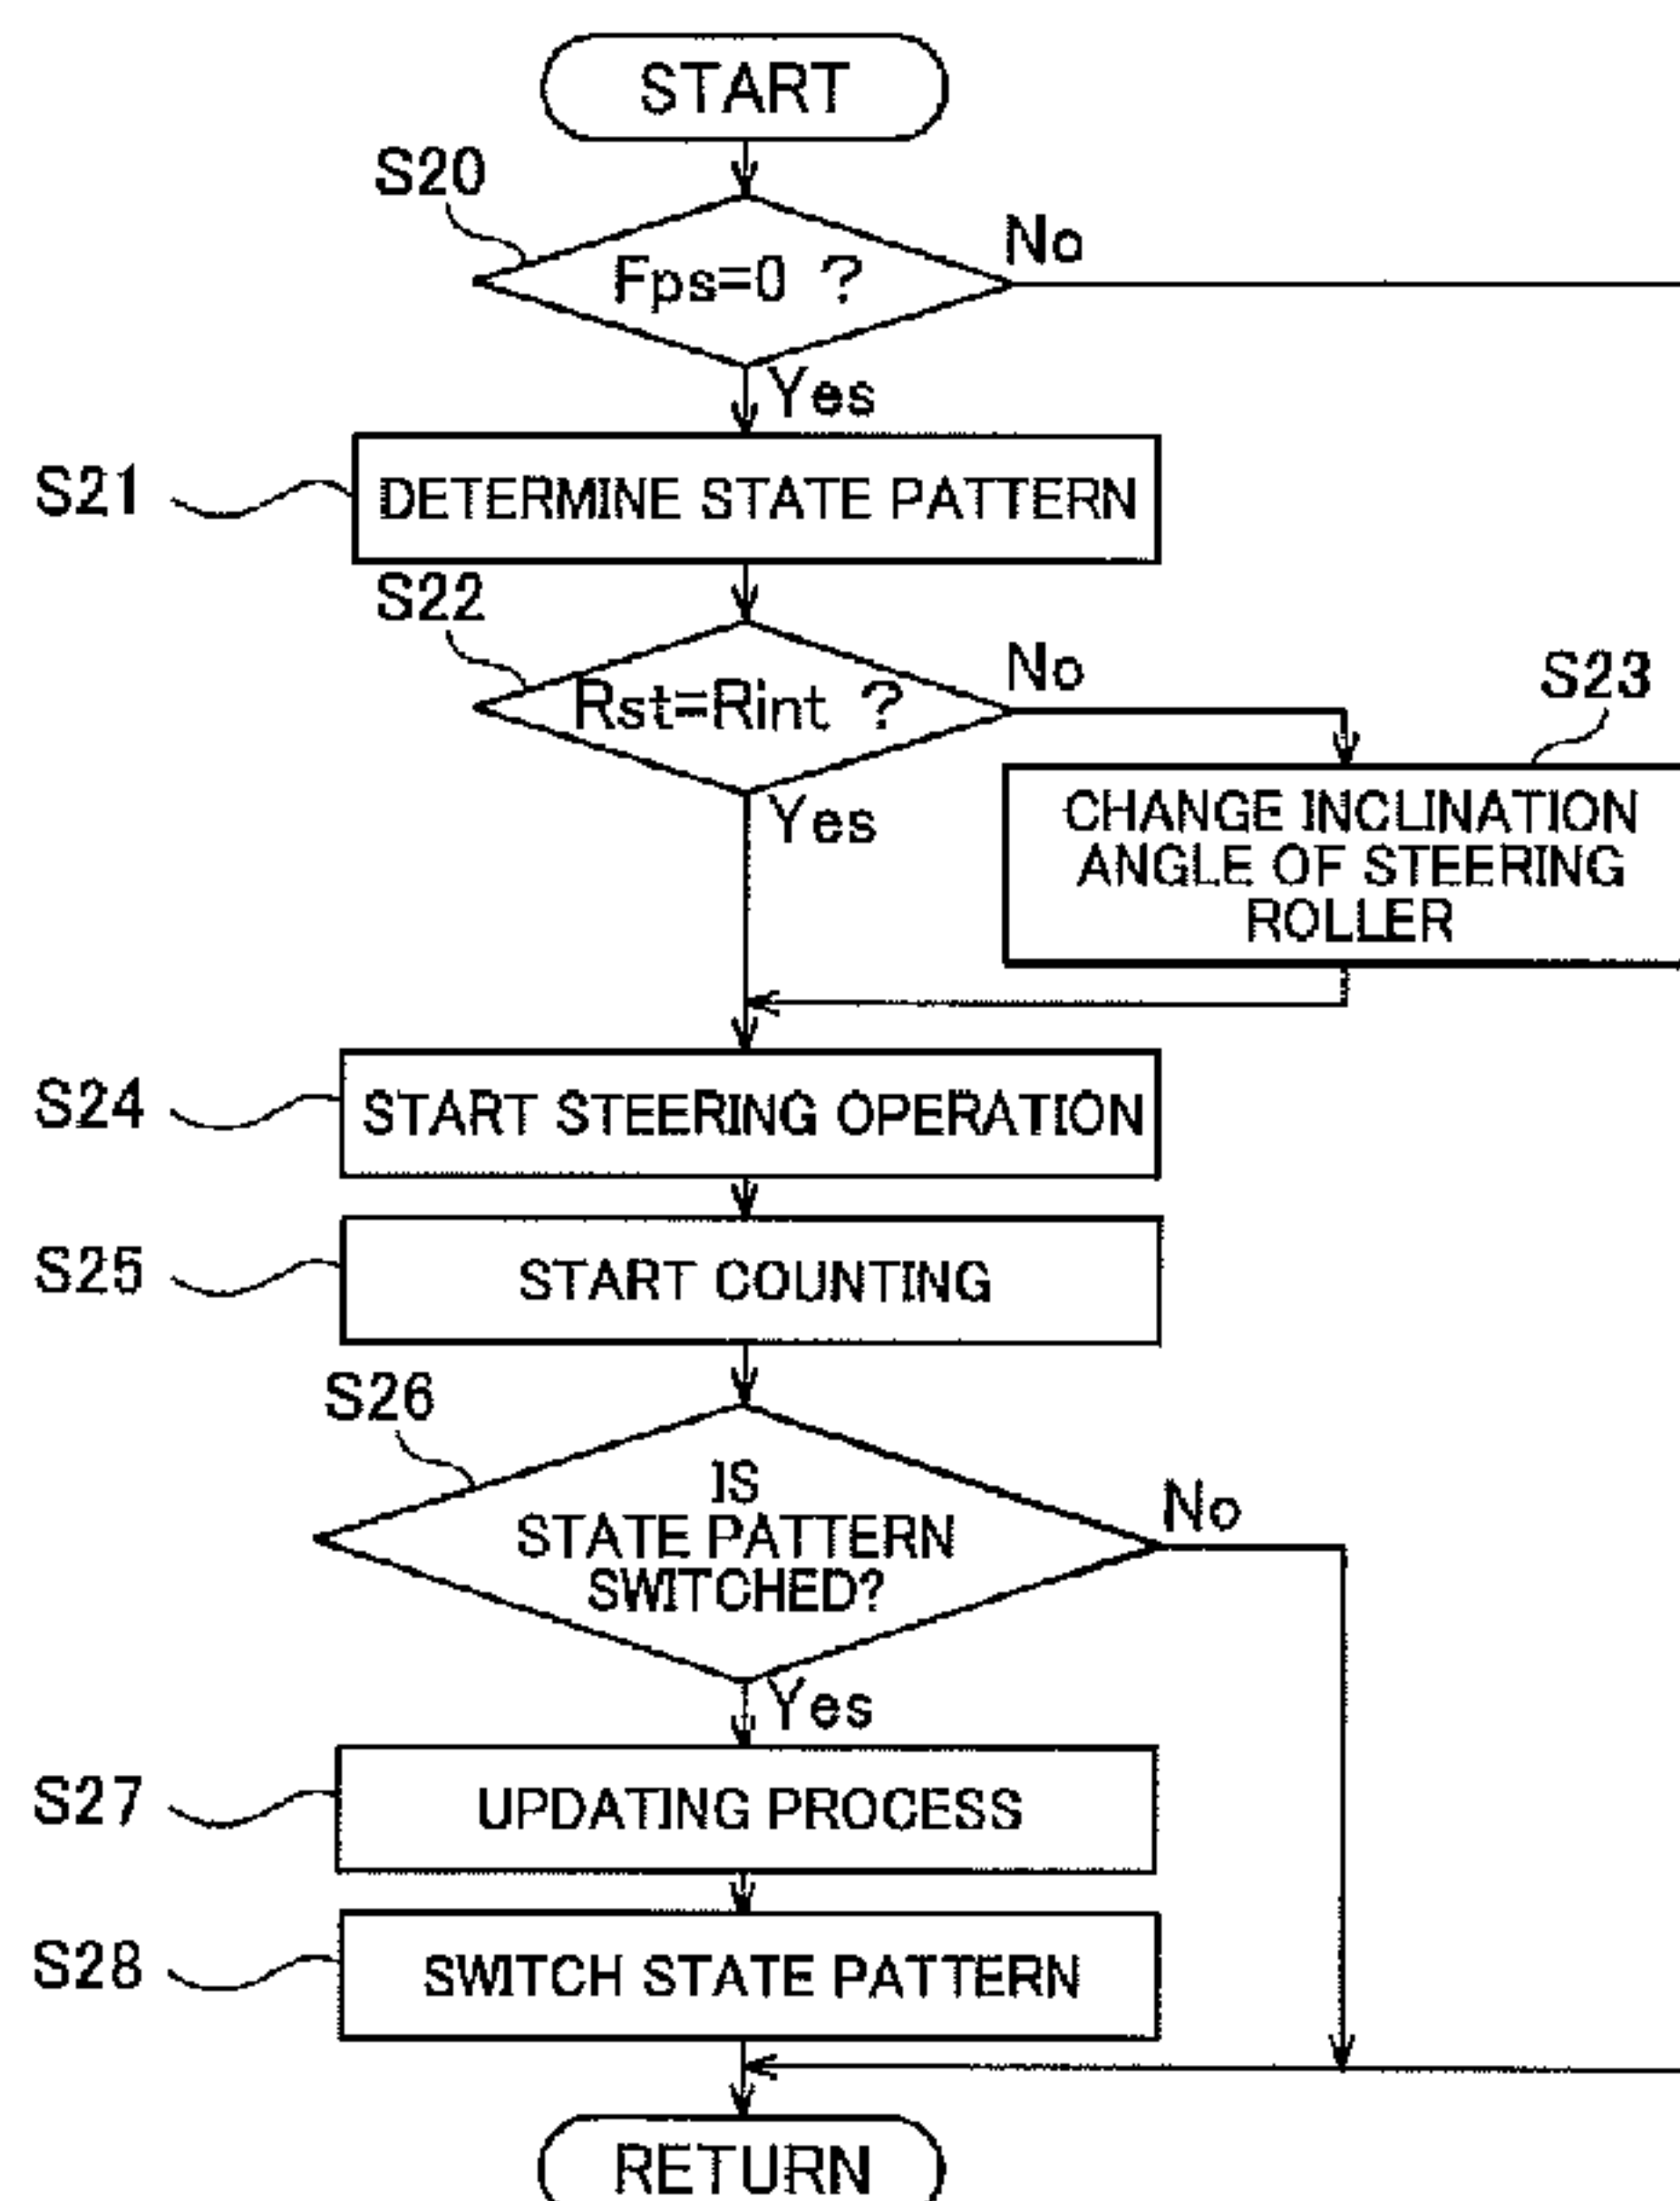 START
S20
Fps=0 ?
No
Yes
S21
DETERMINE STATE PATTERN
S22
Rst=Rint ?
No
Yes
S23
CHANGE INCLINATION
ANGLE OF STEERING
ROLLER
S24
START STEERING OPERATION
S25
START COUNTING
S26
IS
STATE PATTERN
SWITCHED?
No
Yes
S27
UPDATING PROCESS
S28
SWITCH STATE PATTERN
RETURN